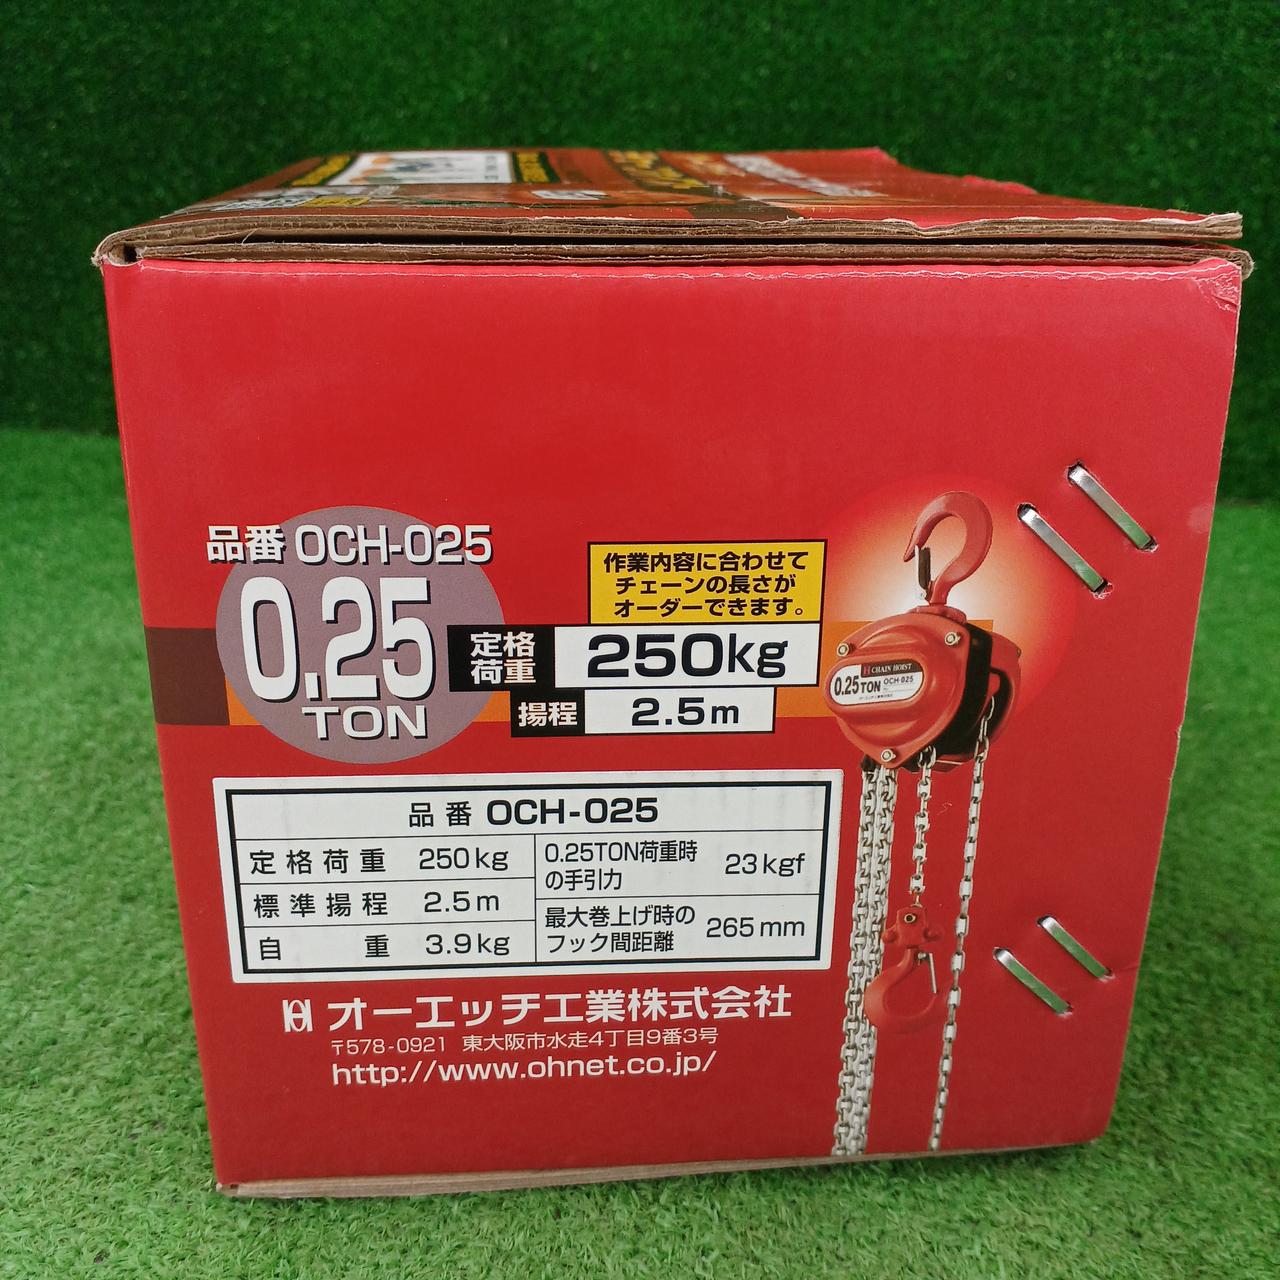 品番 OCH-025
0.25
TON
作業内容に合わせて
チェーンの長さが
オーダーできます。
定格
荷重
250kg
揚程
2.5m
CHAIN HOIST
0.25TON
OCH-025
品番 OCH-025
定格荷重 250kg
標準揚程 2.5m
自重 3.9kg
0.25TON荷重時
の手引力
23kgf
最大巻上げ時の
フック間距離
265mm
オーエッチ工業株式会社
〒578-0921 東大阪市水走4丁目9番3号
http://www.ohnet.co.jp/